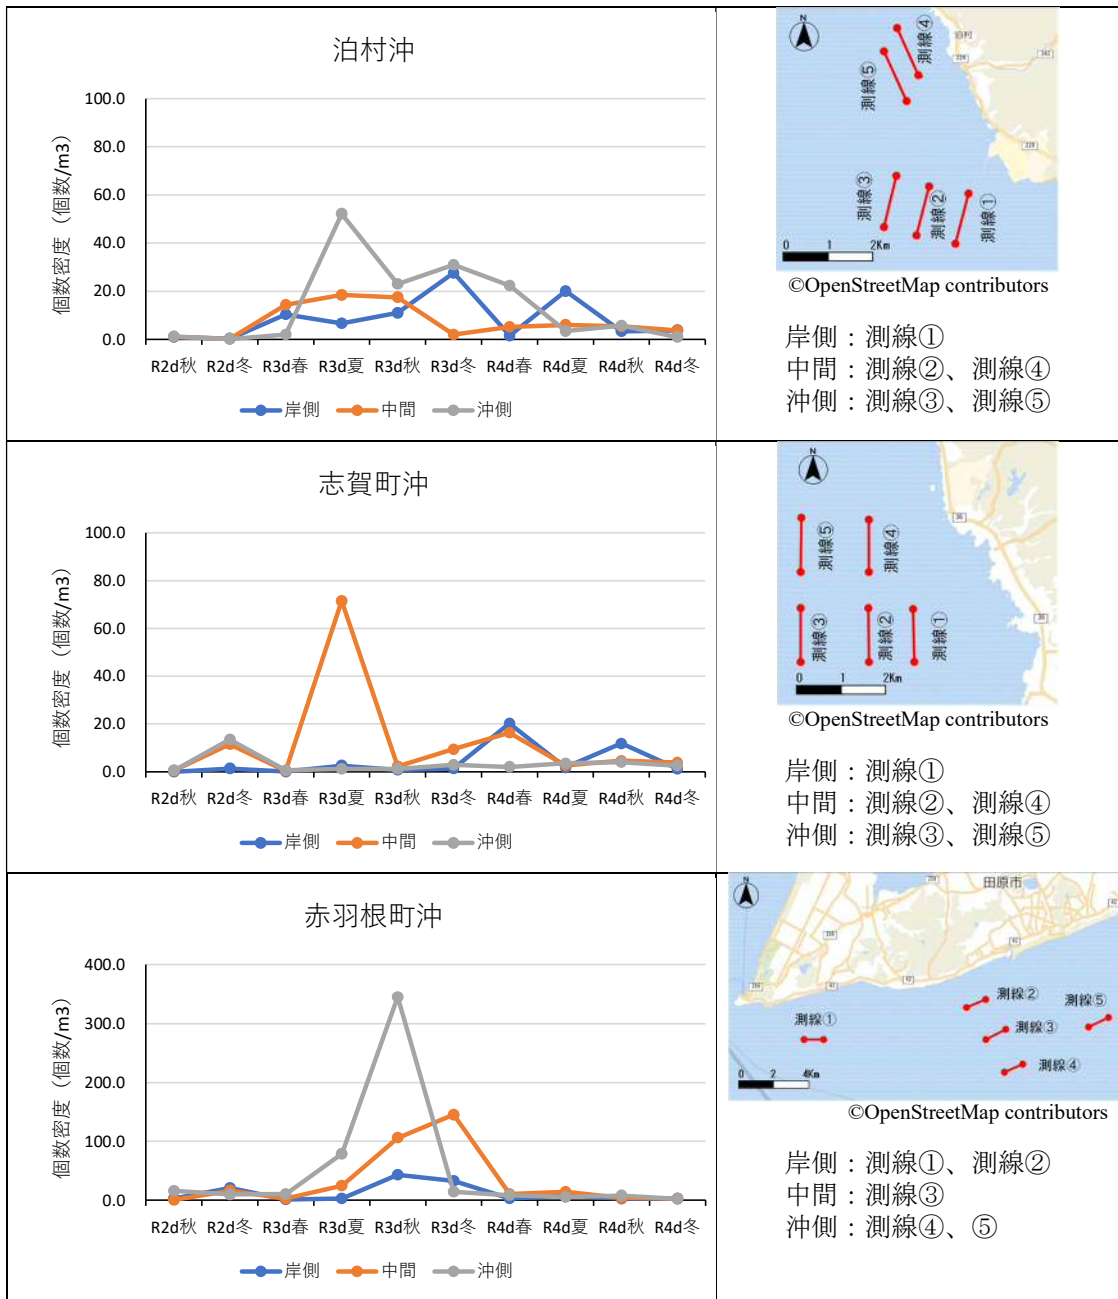 泊村沖
個数密度（個数/m3）
100.0
80.0
60.0
40.0
20.0
0.0
R2d秋 R2d冬 R3d春 R3d夏 R3d秋 R3d冬 R4d春 R4d夏 R4d秋 R4d冬
岸側 中間 沖側
N
泊村
229
342
229
測線④
測線⑤
測線③
測線②
測線①
0 1 2Km
©OpenStreetMap contributors
岸側：測線①
中間：測線②、測線④
沖側：測線③、測線⑤
志賀町沖
個数密度（個数/m3）
100.0
80.0
60.0
40.0
20.0
0.0
R2d秋 R2d冬 R3d春 R3d夏 R3d秋 R3d冬 R4d春 R4d夏 R4d秋 R4d冬
岸側 中間 沖側
N
36
36
測線⑤
測線④
測線③
測線②
測線①
0 1 2Km
©OpenStreetMap contributors
岸側：測線①
中間：測線②、測線④
沖側：測線③、測線⑤
赤羽根町沖
個数密度（個数/m3）
400.0
300.0
200.0
100.0
0.0
R2d秋 R2d冬 R3d春 R3d夏 R3d秋 R3d冬 R4d春 R4d夏 R4d秋 R4d冬
岸側 中間 沖側
N
田原市
259
42
42
42
測線②
測線⑤
測線①
測線③
測線④
0 2 4Km
©OpenStreetMap contributors
岸側：測線①、測線②
中間：測線③
沖側：測線④、⑤